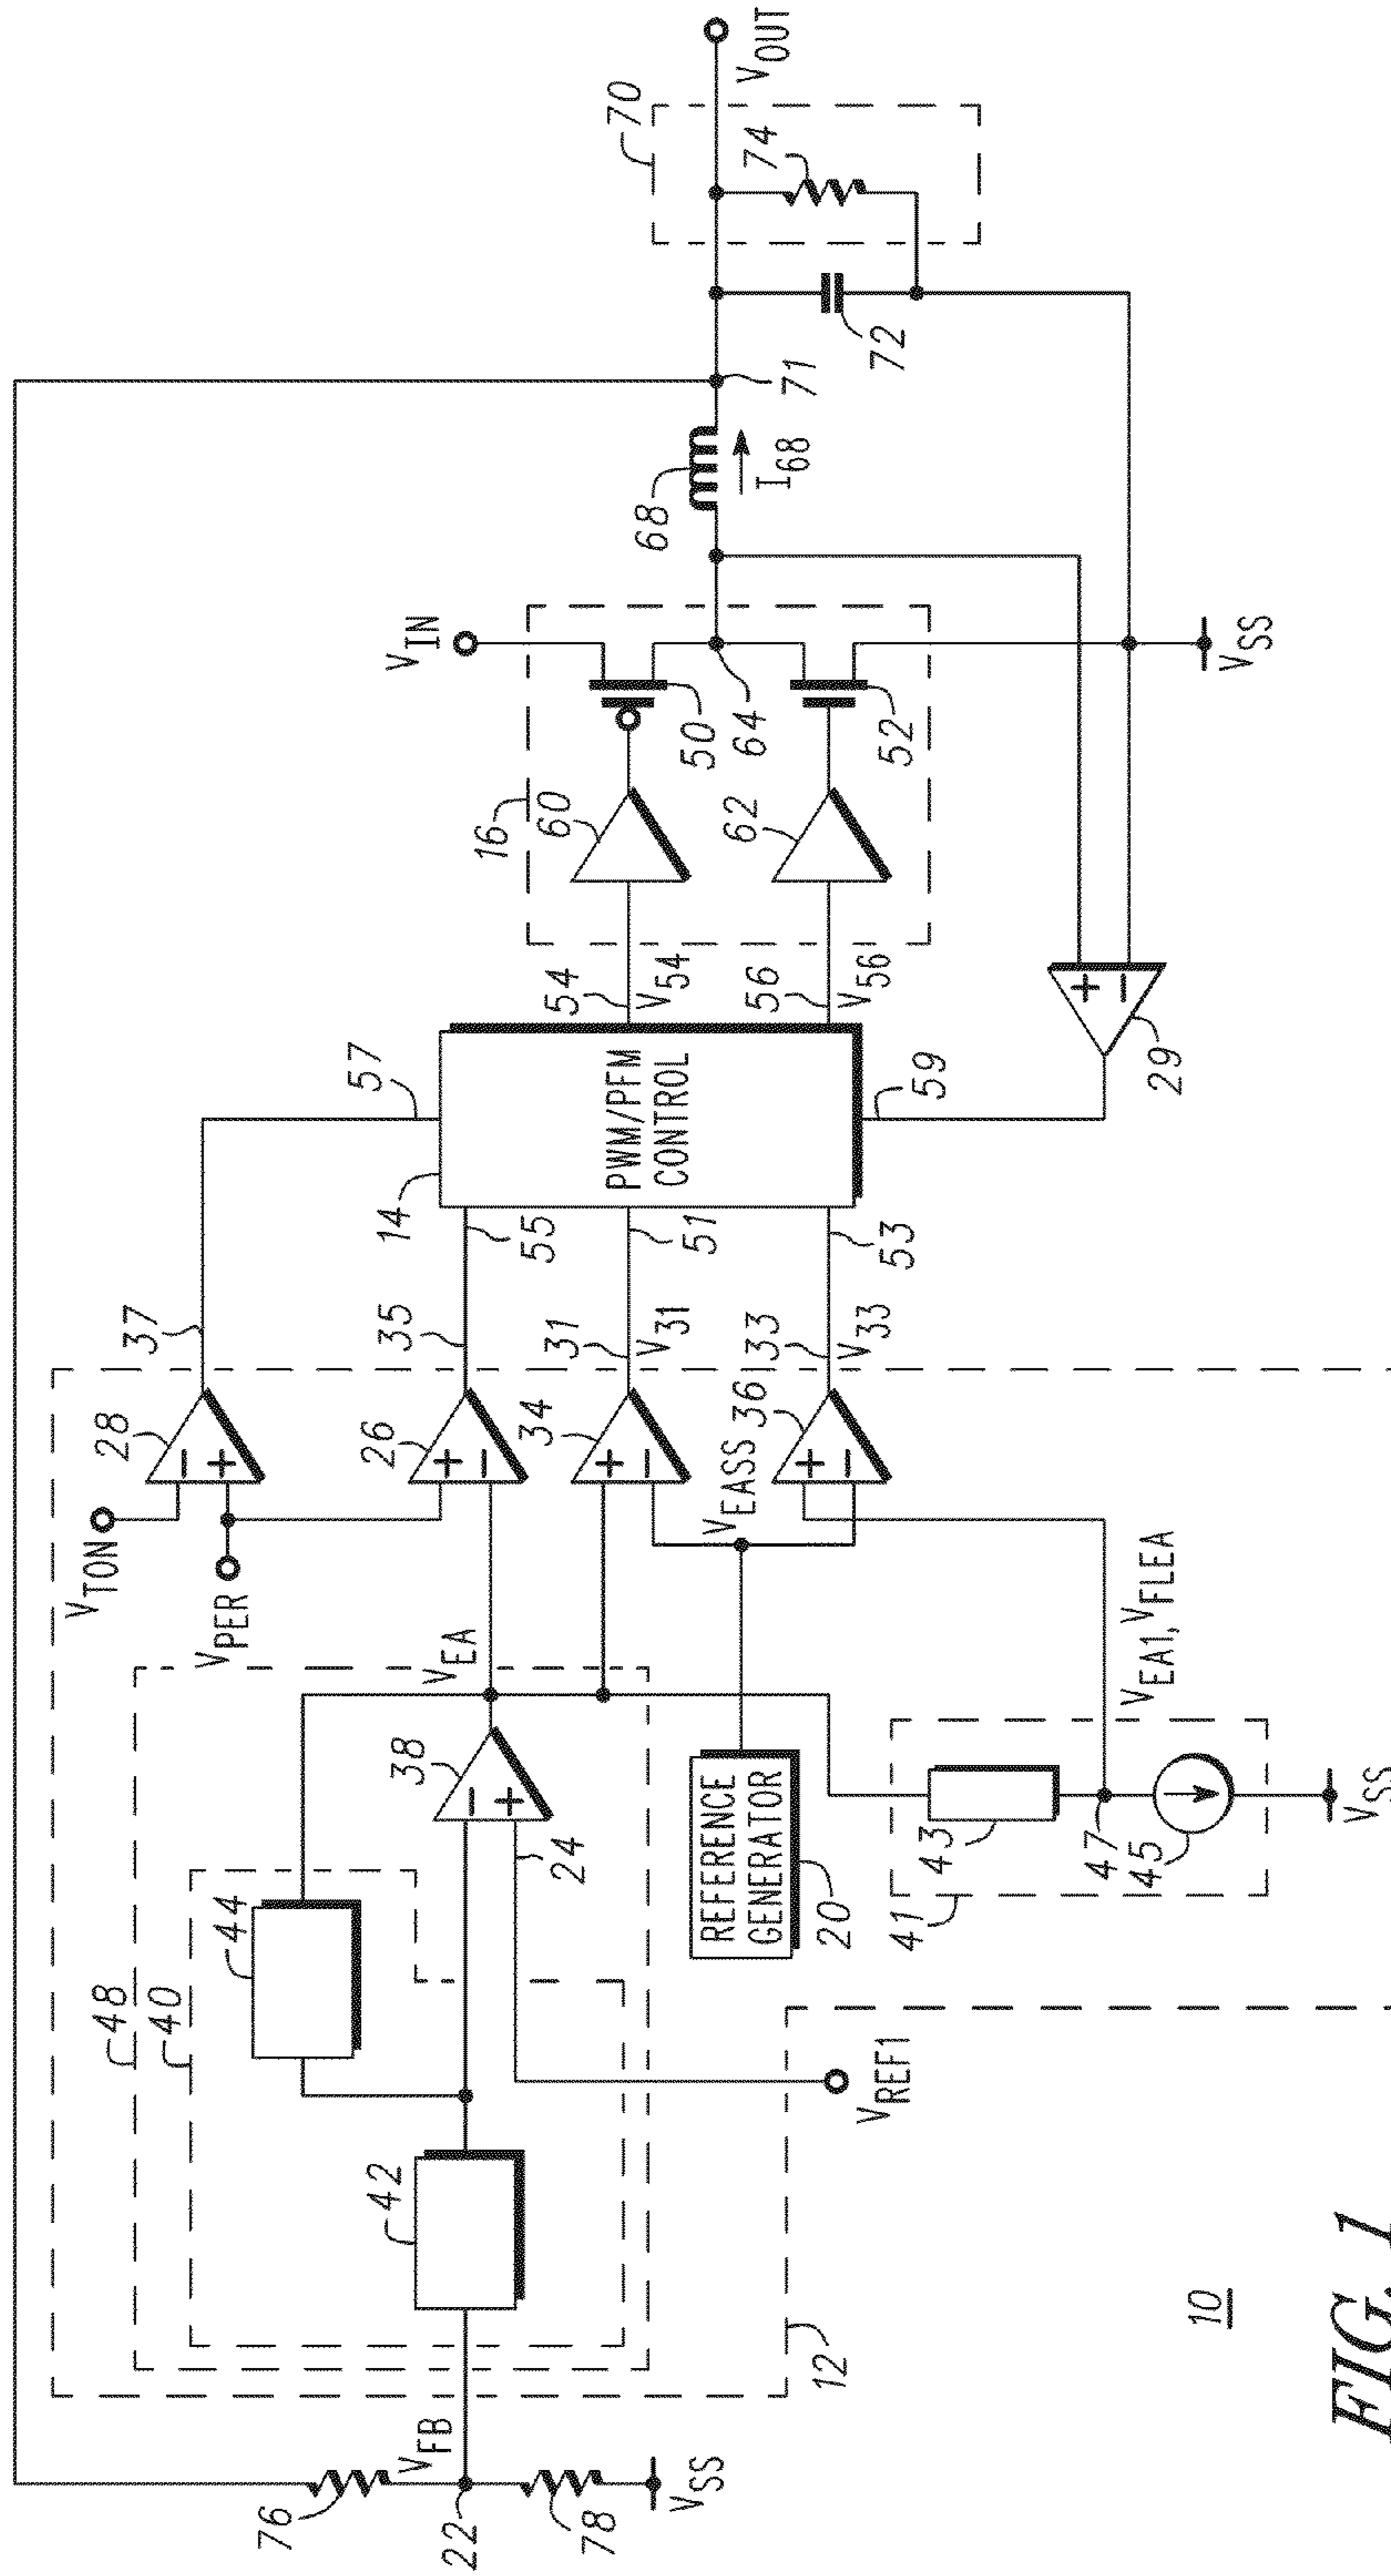 70
V_OUT
74
72
71
68
I_68
V_IN
16
60
50
64
62
52
V_SS
54
V_54
56
V_56
29
57
59
14
PWM/PFM
CONTROL
55
51
53
37
35
31
V_31
33
V_33
28
26
34
36
V_TON
V_PER
V_EA
V_EASS
V_EA1, V_FLEA
38
24
REFERENCE
GENERATOR
20
41
43
47
45
V_SS
48
40
44
42
V_REF1
12
V_FB
76
22
78
V_SS
10
FIG. 1
− + + − + − + − − + + −